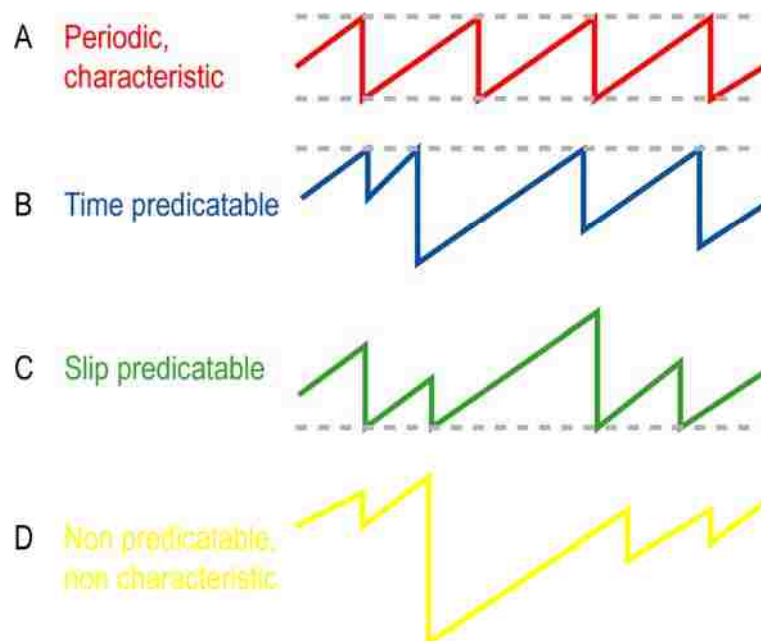 A Periodic,
characteristic
B Time predicatable
C Slip predicatable
D Non predicatable,
non characteristic